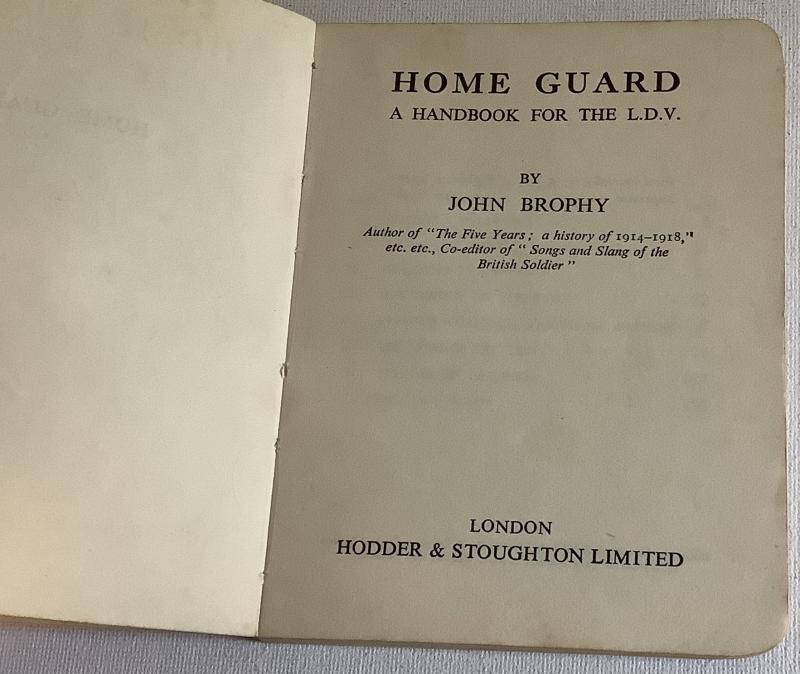 HOME GUARD
A HANDBOOK FOR THE L.D.V.
BY
JOHN BROPHY
Author of "The Five Years; a history of 1914–1918,"
etc. etc., Co-editor of "Songs and Slang of the
British Soldier"
LONDON
HODDER & STOUGHTON LIMITED